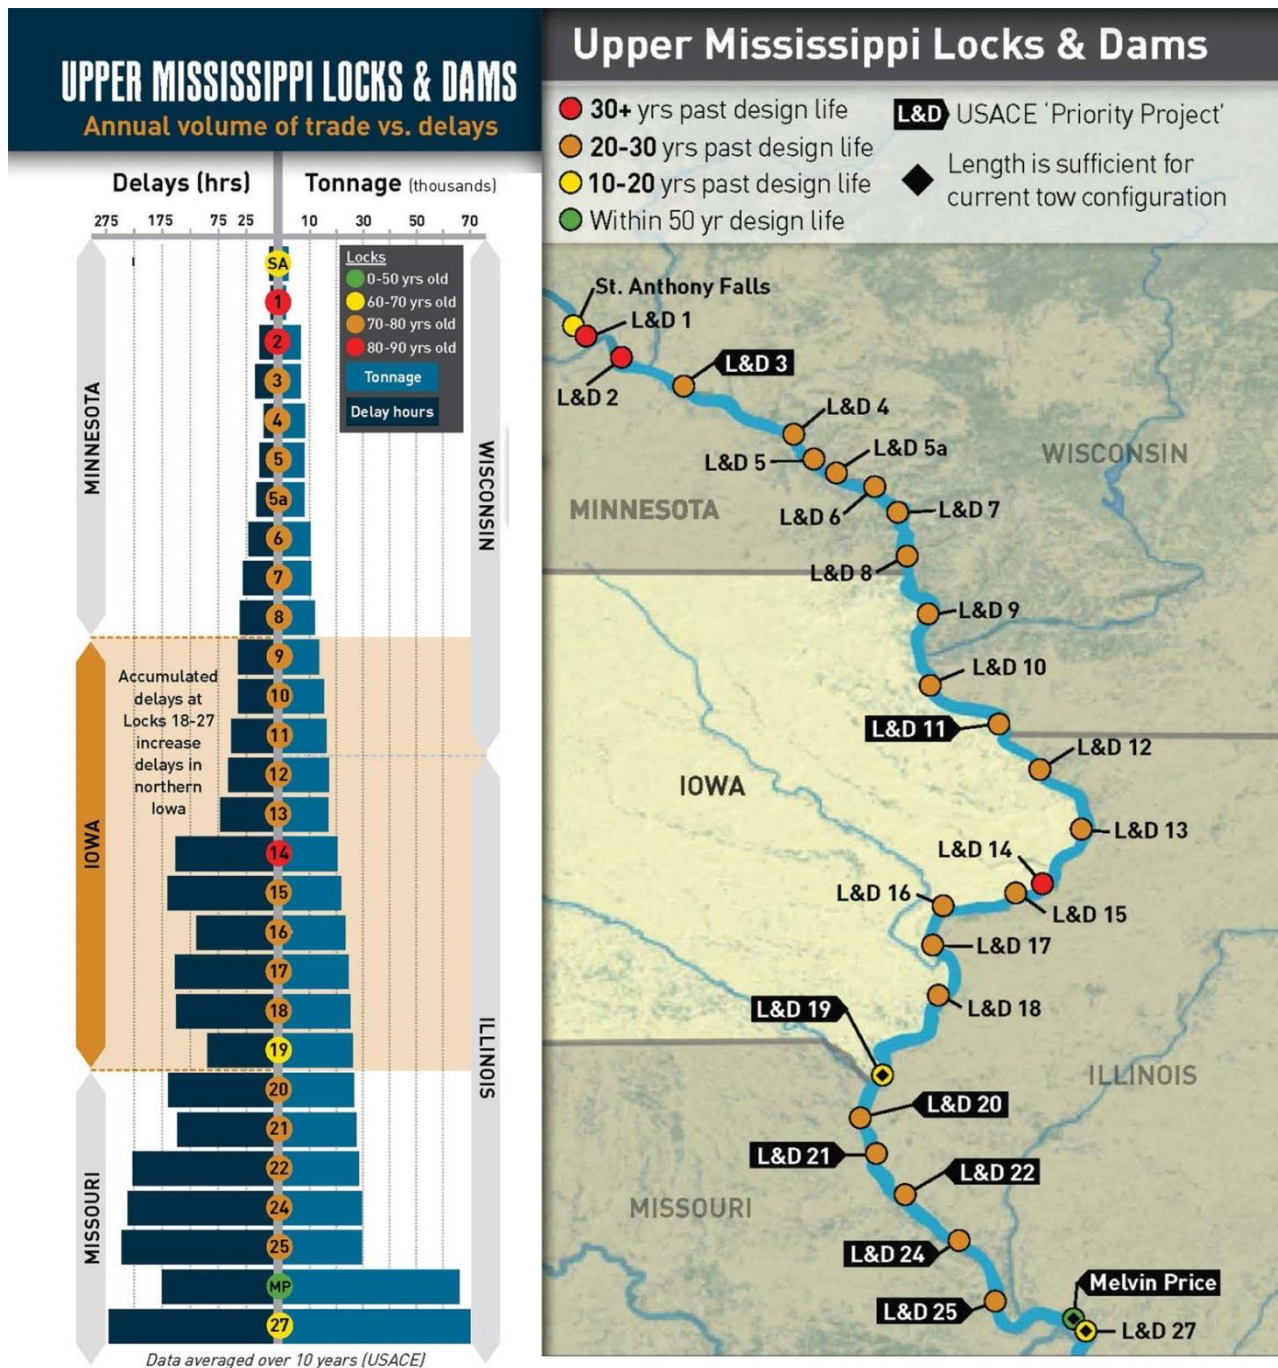 UPPER MISSISSIPPI LOCKS & DAMS
Annual volume of trade vs. delays
Delays (hrs)
Tonnage (thousands)
275 175 75 25 10 30 50 70
Locks
0-50 yrs old
60-70 yrs old
70-80 yrs old
80-90 yrs old
Tonnage
Delay hours
MINNESOTA
WISCONSIN
IOWA
ILLINOIS
MISSOURI
SA
1
2
3
4
5
5a
6
7
8
9
10
11
12
13
14
15
16
17
18
19
20
21
22
24
25
MP
27
Accumulated
delays at
Locks 18-27
increase
delays in
northern
Iowa
Data averaged over 10 years (USACE)
Upper Mississippi Locks & Dams
30+ yrs past design life
20-30 yrs past design life
10-20 yrs past design life
Within 50 yr design life
L&D USACE 'Priority Project'
Length is sufficient for
current tow configuration
St. Anthony Falls
L&D 1
L&D 2
L&D 3
L&D 4
L&D 5
L&D 5a
WISCONSIN
MINNESOTA
L&D 6
L&D 7
L&D 8
L&D 9
L&D 10
L&D 11
L&D 12
IOWA
L&D 13
L&D 14
L&D 16
L&D 15
L&D 17
L&D 19
L&D 18
ILLINOIS
L&D 20
L&D 21
L&D 22
MISSOURI
L&D 24
Melvin Price
L&D 25
L&D 27